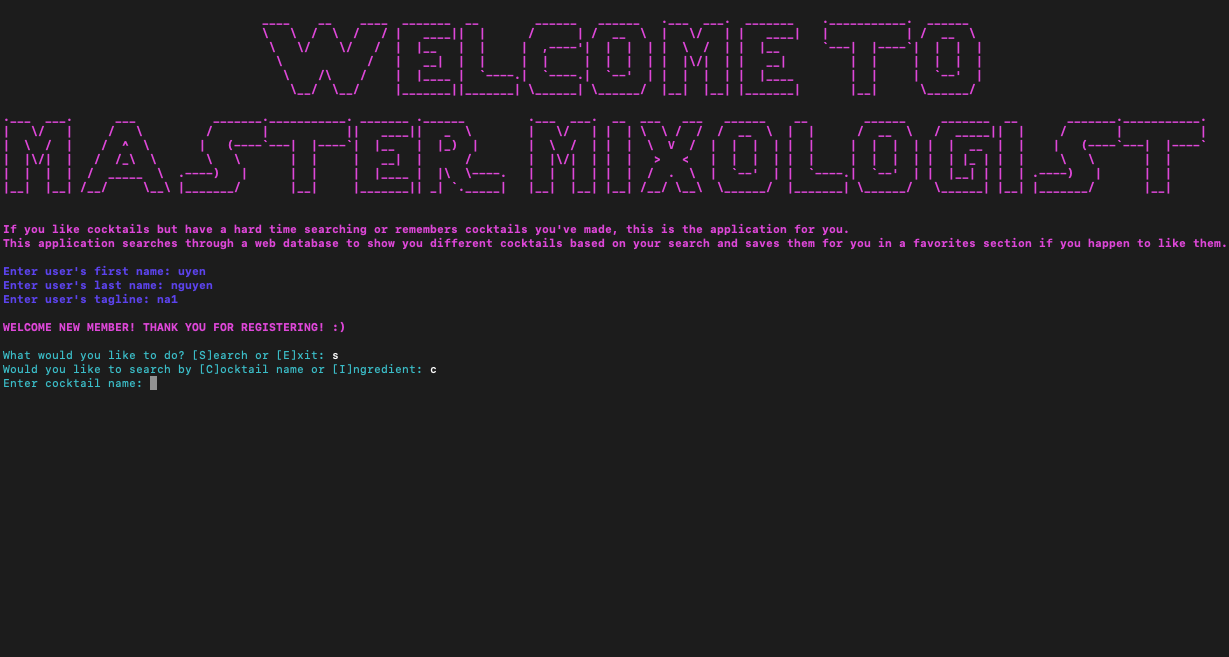 WELCOME TO
MASTER MIXOLOGIST
If you like cocktails but have a hard time searching or remembers cocktails you've made, this is the application for you.
This application searches through a web database to show you different cocktails based on your search and saves them for you in a favorites section if you happen to like them.
Enter user's first name: uyen
Enter user's last name: nguyen
Enter user's tagline: na1
WELCOME NEW MEMBER! THANK YOU FOR REGISTERING! :)
What would you like to do? [S]earch or [E]xit: s
Would you like to search by [C]ocktail name or [I]ngredient: c
Enter cocktail name: